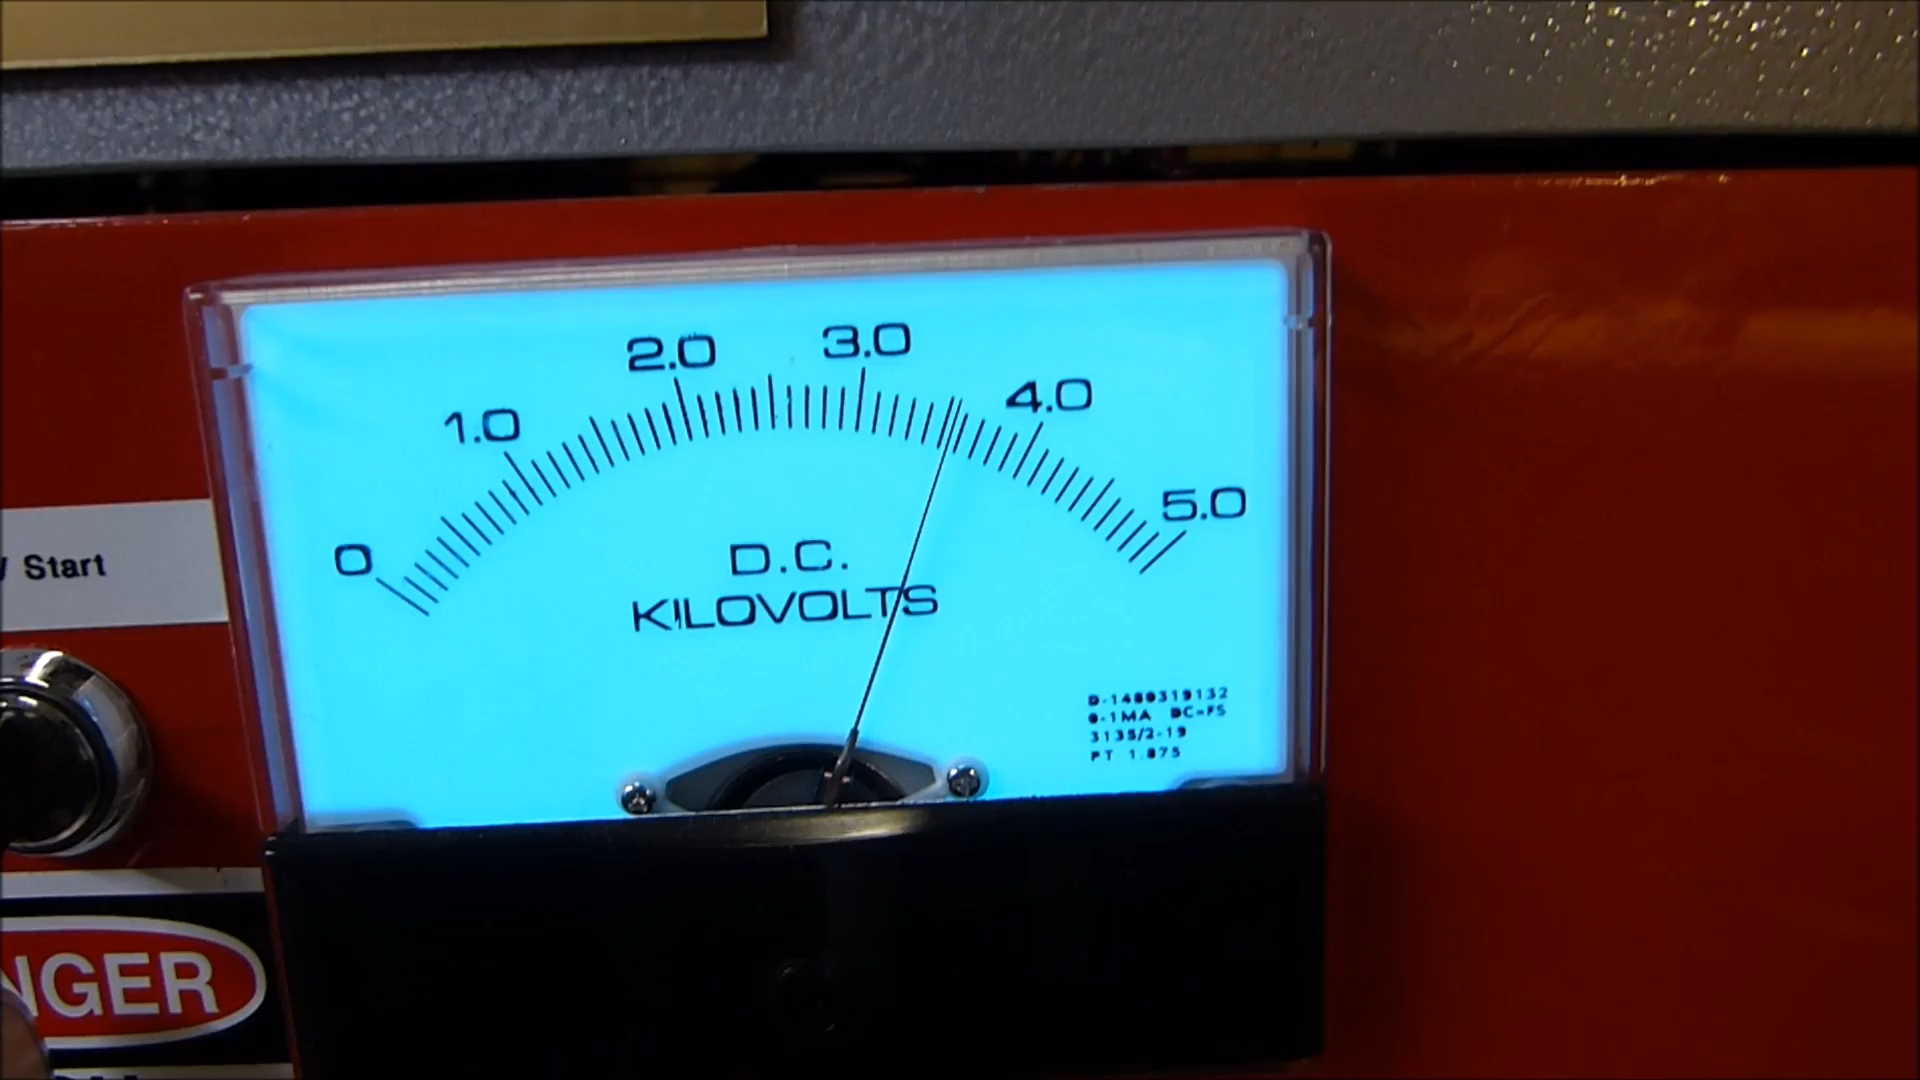 2.0 3.0
1.0 4.0
0 5.0
D.C.
KILOVOLTS
D-1489319132
0-1MA DC=FS
3135/2-19
PT 1.875
Start
NGER